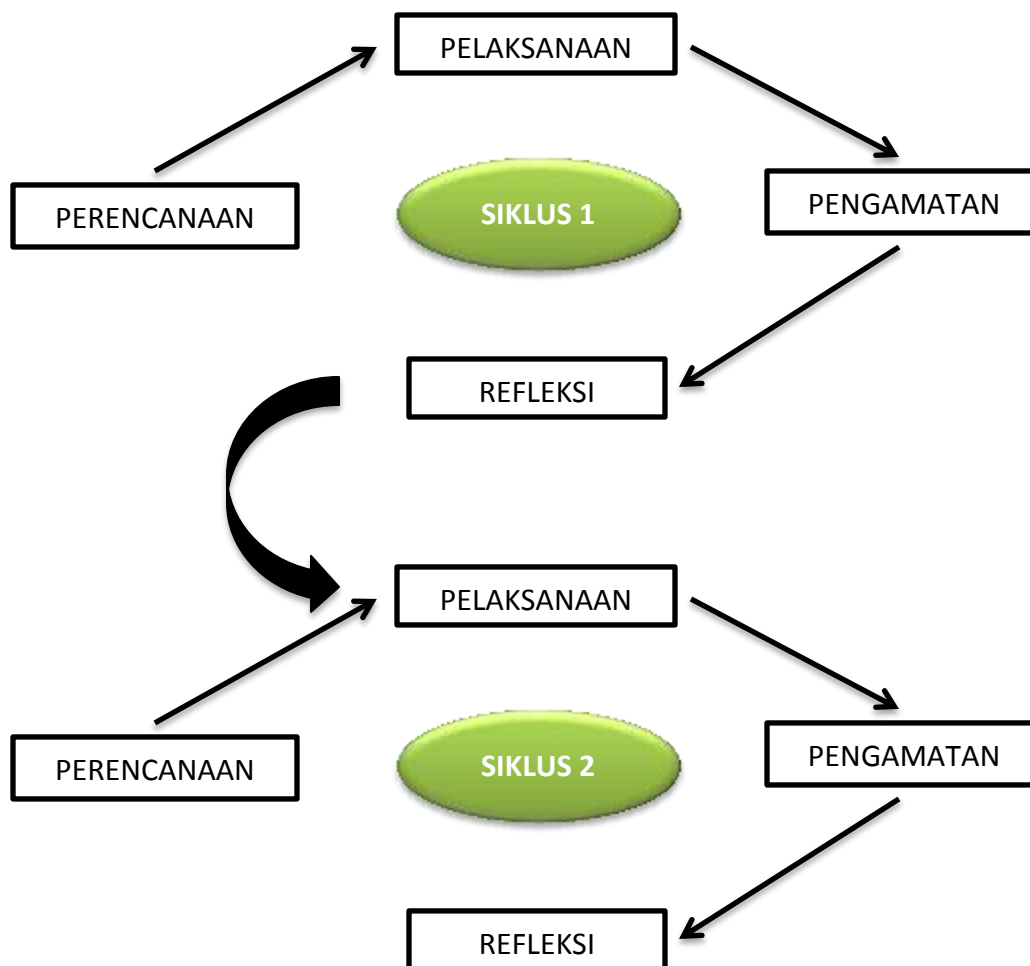 PELAKSANAAN
PERENCANAAN
SIKLUS 1
PENGAMATAN
REFLEKSI
PELAKSANAAN
PERENCANAAN
SIKLUS 2
PENGAMATAN
REFLEKSI